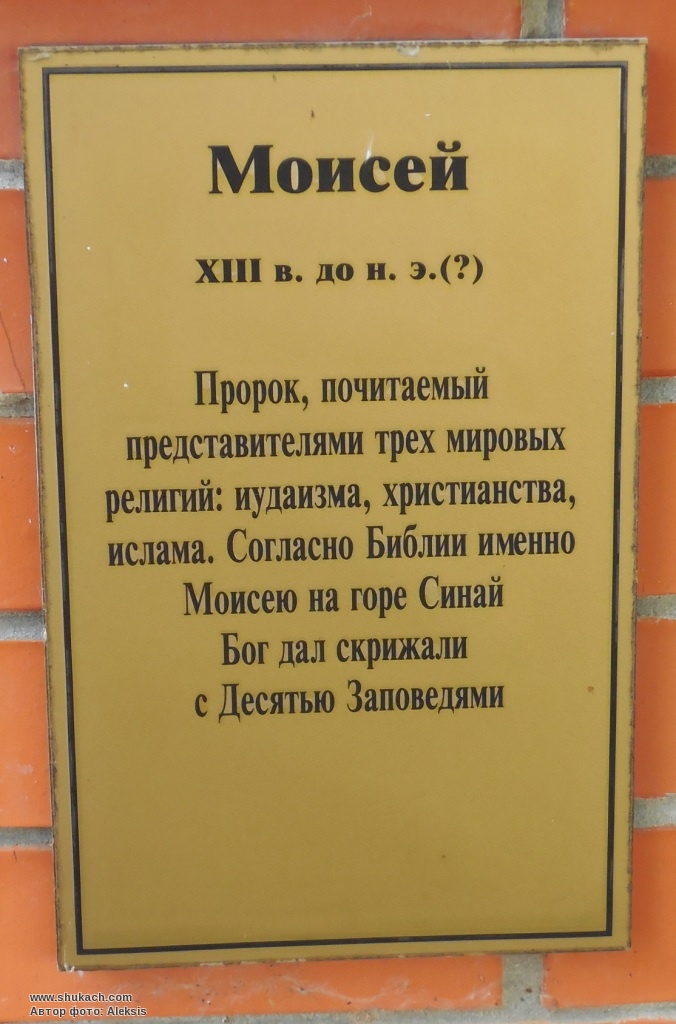 Моисей
XIII в. до н. э.(?)
Пророк, почитаемый
представителями трех мировых
религий: иудаизма, христианства,
ислама. Согласно Библии именно
Моисею на горе Синай
Бог дал скрижали
с Десятью Заповедями
www.shukach.com
Автор фото: Aleksis